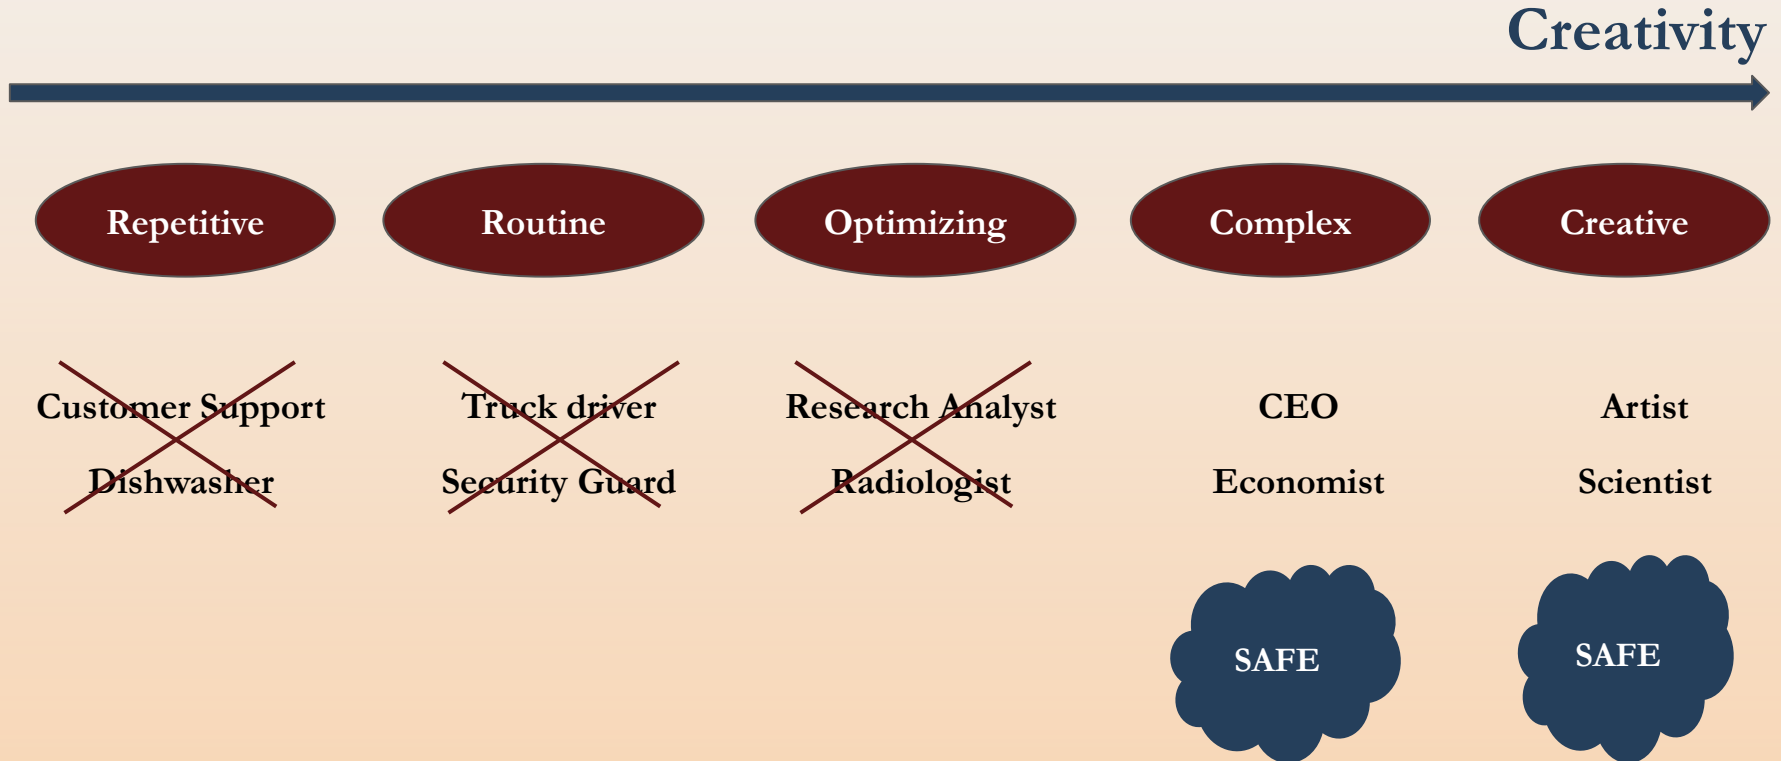 Creativity
Repetitive
Routine
Optimizing
Complex
Creative
Customer Support
Truck driver
Research Analyst
CEO
Artist
Dishwasher
Security Guard
Radiologist
Economist
Scientist
SAFE
SAFE